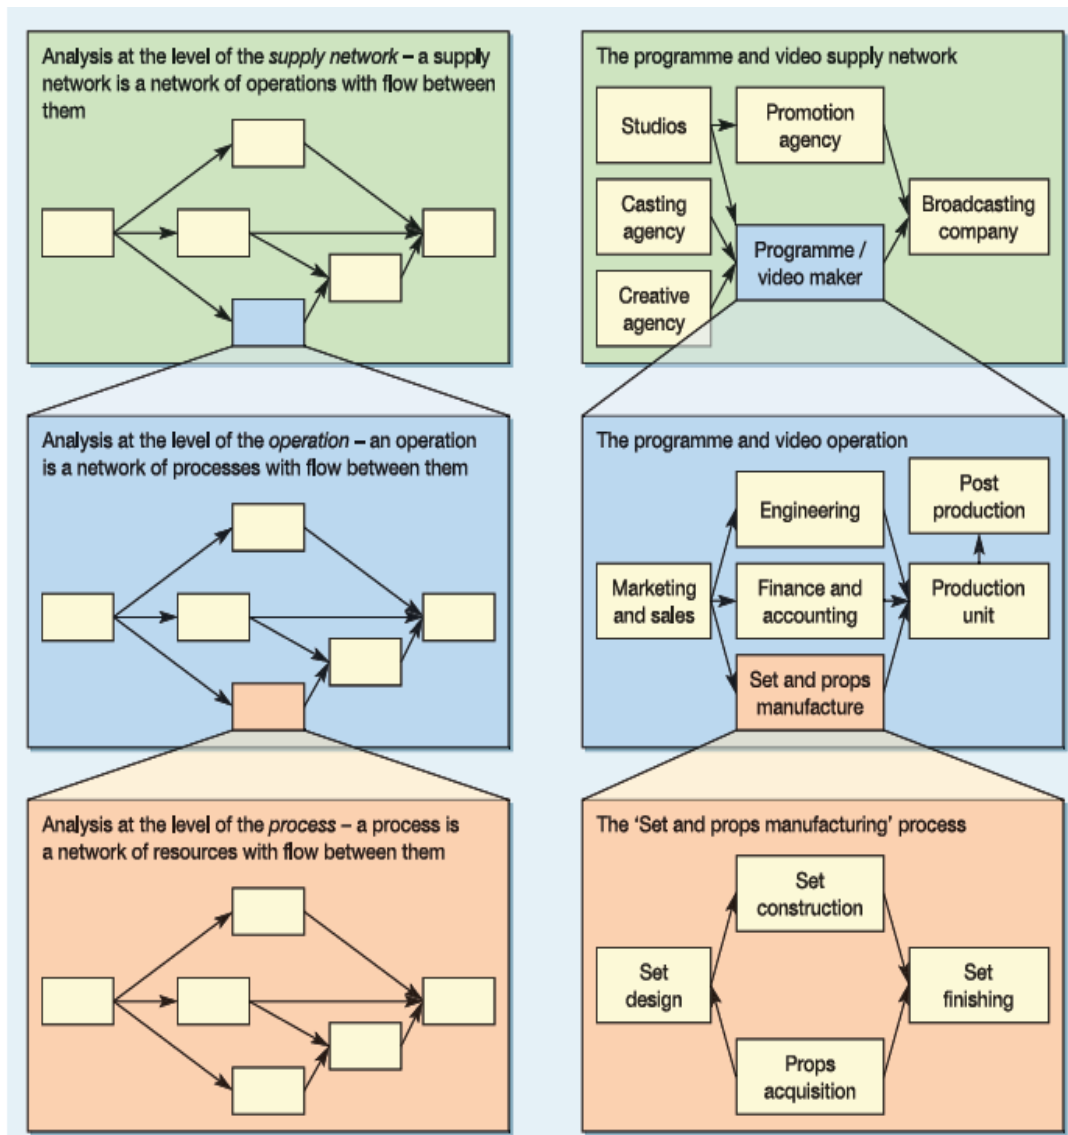 Analysis at the level of the supply network – a supply
network is a network of operations with flow between
them
The programme and video supply network
Studios
Promotion
agency
Casting
agency
Broadcasting
company
Programme /
video maker
Creative
agency
Analysis at the level of the operation – an operation
is a network of processes with flow between them
The programme and video operation
Engineering
Post
production
Marketing
and sales
Finance and
accounting
Production
unit
Set and props
manufacture
Analysis at the level of the process – a process is
a network of resources with flow between them
The ‘Set and props manufacturing’ process
Set
construction
Set
design
Set
finishing
Props
acquisition